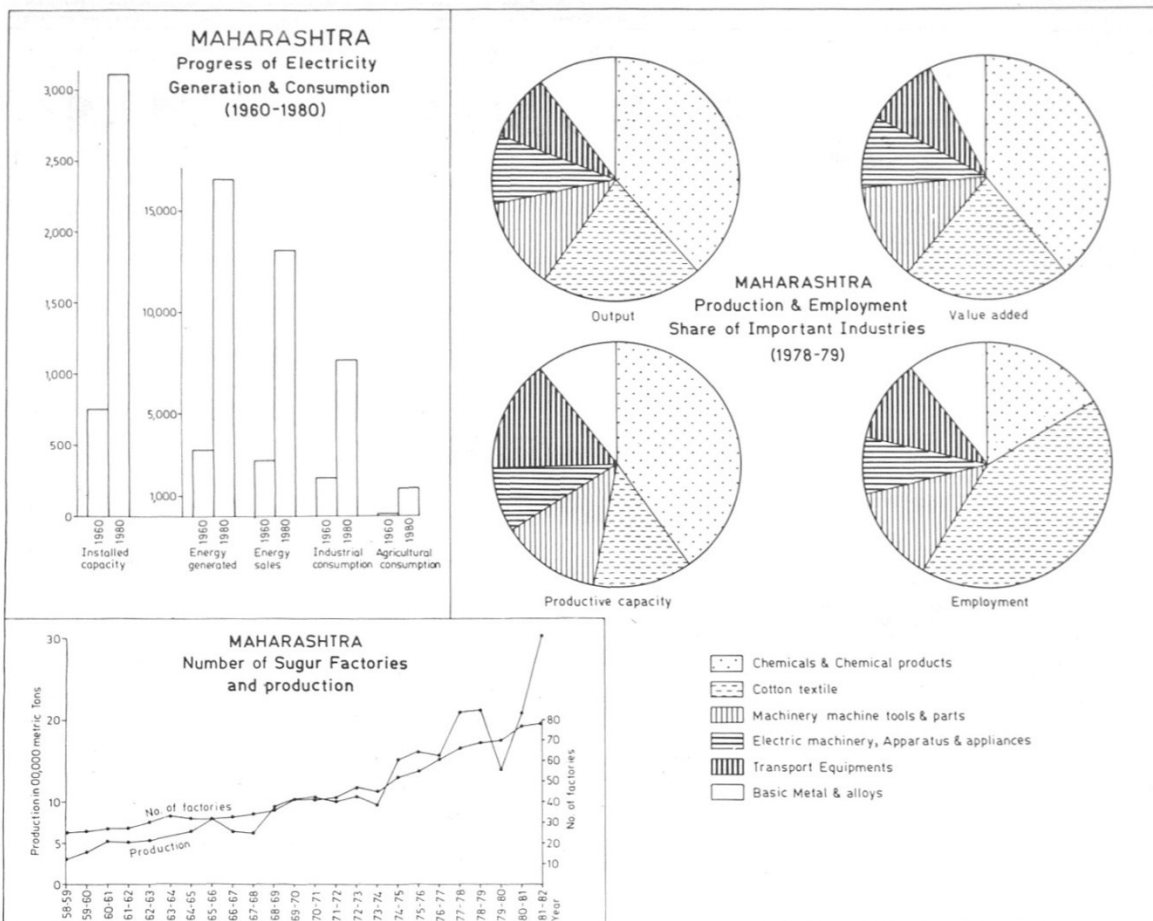 MAHARASHTRA
Progress of Electricity
Generation & Consumption
(1960-1980)
3,000
2,500
2,000
1,500
1,000
500
0
15,000
10,000
5,000
1,000
1960
1980
1960
1980
1960
1980
1960
1980
1960
1980
Installed
capacity
Energy
generated
Energy
sales
Industrial
consumption
Agricultural
consumption
Output
Value added
MAHARASHTRA
Production & Employment
Share of Important Industries
(1978-79)
Productive capacity
Employment
MAHARASHTRA
Number of Sugur Factories
and production
Production in 00,000 metric Tons
30
20
10
5
0
No. of factories
Production
80
70
60
50
40
30
20
10
No. of factories
58-59
59-60
60-61
61-62
62-63
63-64
64-65
65-66
66-67
67-68
68-69
69-70
70-71
71-72
72-73
73-74
74-75
75-76
76-77
77-78
78-79
79-80
80-81
81-82
Year
Chemicals & Chemical products
Cotton textile
Machinery machine tools & parts
Electric machinery, Apparatus & appliances
Transport Equipments
Basic Metal & alloys